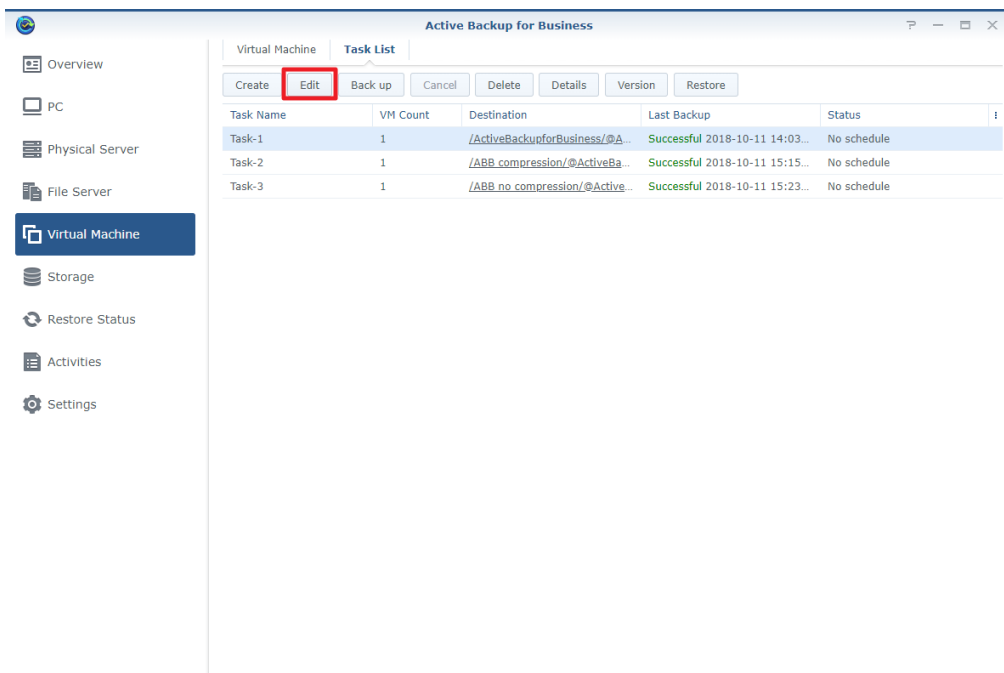 Active Backup for Business
Overview
PC
Physical Server
File Server
Virtual Machine
Storage
Restore Status
Activities
Settings
Virtual Machine Task List
Create Edit Back up Cancel Delete Details Version Restore
Task Name VM Count Destination Last Backup Status
Task-1 1 /ActiveBackupforBusiness/@A... Successful 2018-10-11 14:03... No schedule
Task-2 1 /ABB compression/@ActiveBa... Successful 2018-10-11 15:15... No schedule
Task-3 1 /ABB no compression/@Active... Successful 2018-10-11 15:23... No schedule